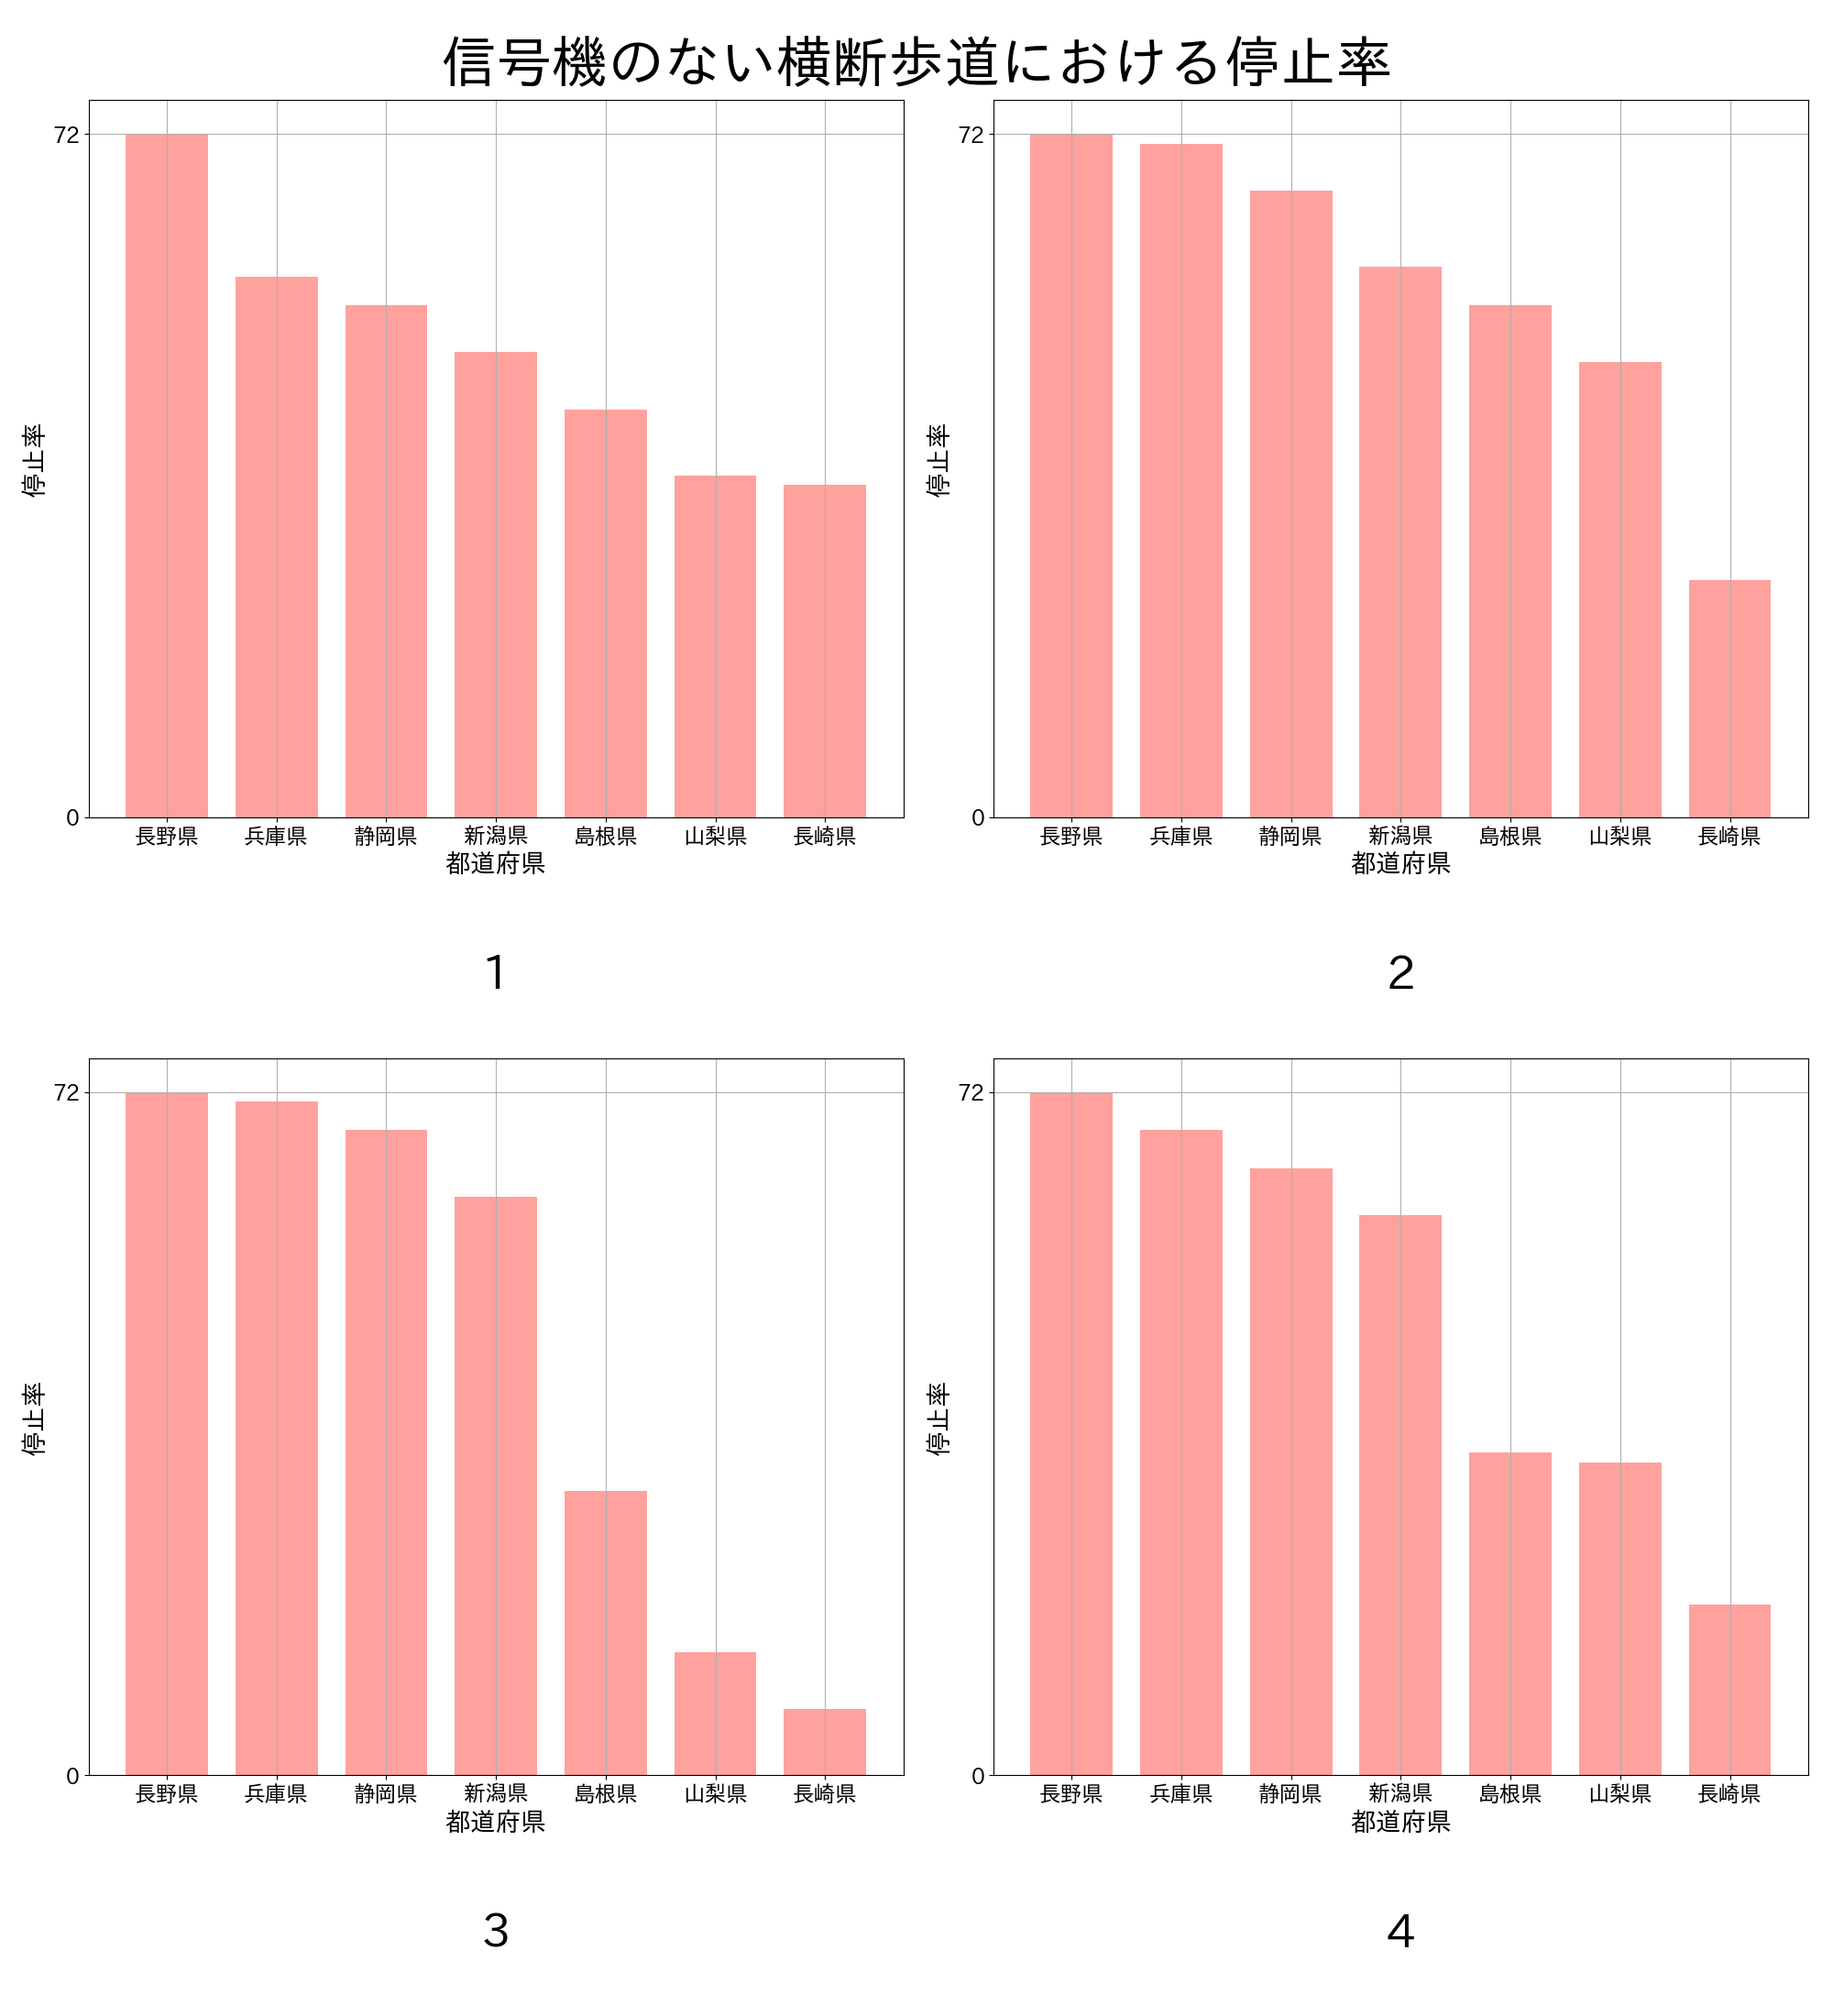 信号機のない横断歩道における停止率
72
0
停止率
長野県 兵庫県 静岡県 新潟県 島根県 山梨県 長崎県
都道府県
1
72
0
停止率
長野県 兵庫県 静岡県 新潟県 島根県 山梨県 長崎県
都道府県
2
72
0
停止率
長野県 兵庫県 静岡県 新潟県 島根県 山梨県 長崎県
都道府県
3
72
0
停止率
長野県 兵庫県 静岡県 新潟県 島根県 山梨県 長崎県
都道府県
4